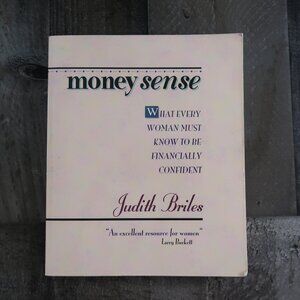 money sense
WHAT EVERY
WOMAN MUST
KNOW TO BE
FINANCIALLY
CONFIDENT
Judith Briles
"An excellent resource for women"
Larry Burkett